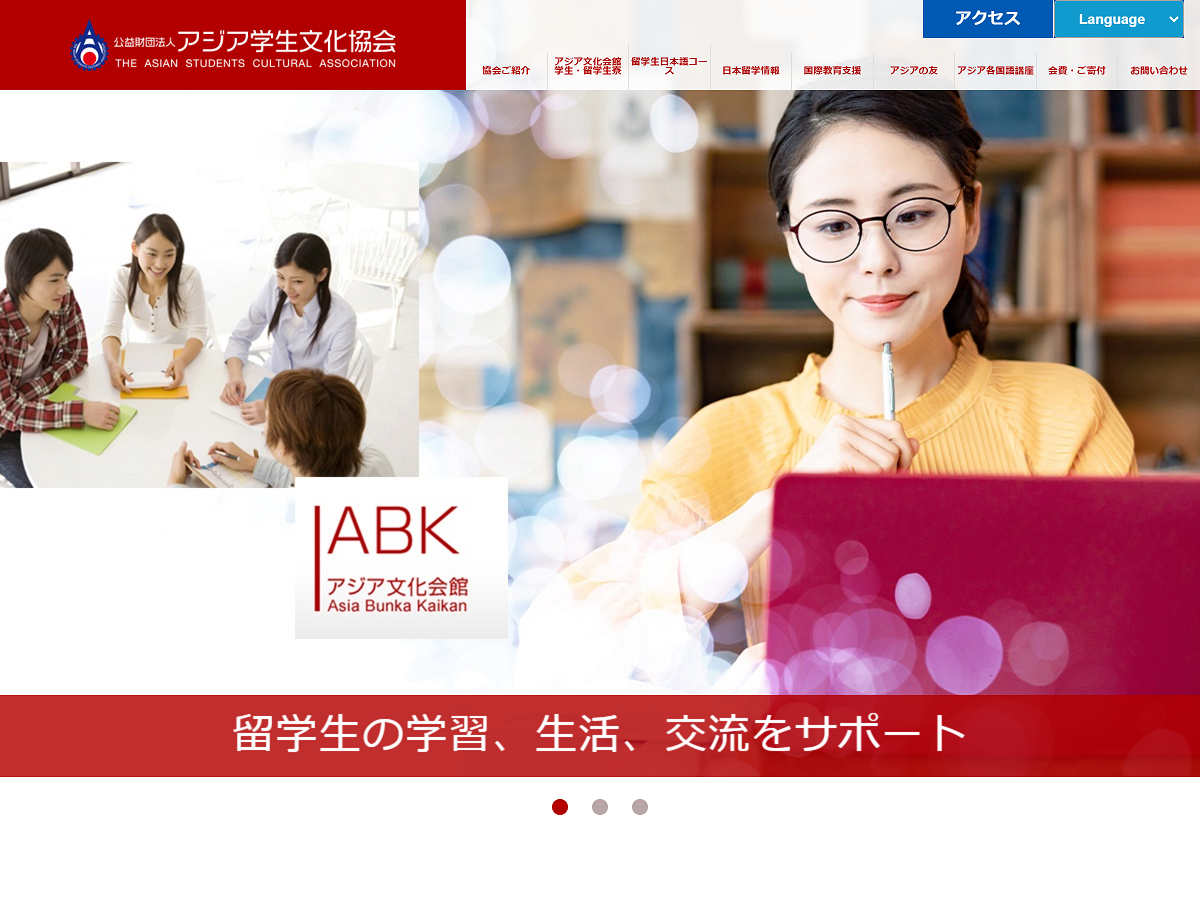 公益財団法人アジア学生文化協会
THE ASIAN STUDENTS CULTURAL ASSOCIATION
アクセス
Language
協会ご紹介
アジア文化会館
学生・留学生寮
留学生日本語コー
ス
日本留学情報
国際教育支援
アジアの友
アジア各国語講座
会費・ご寄付
お問い合わせ
ABK
アジア文化会館
Asia Bunka Kaikan
留学生の学習、生活、交流をサポート